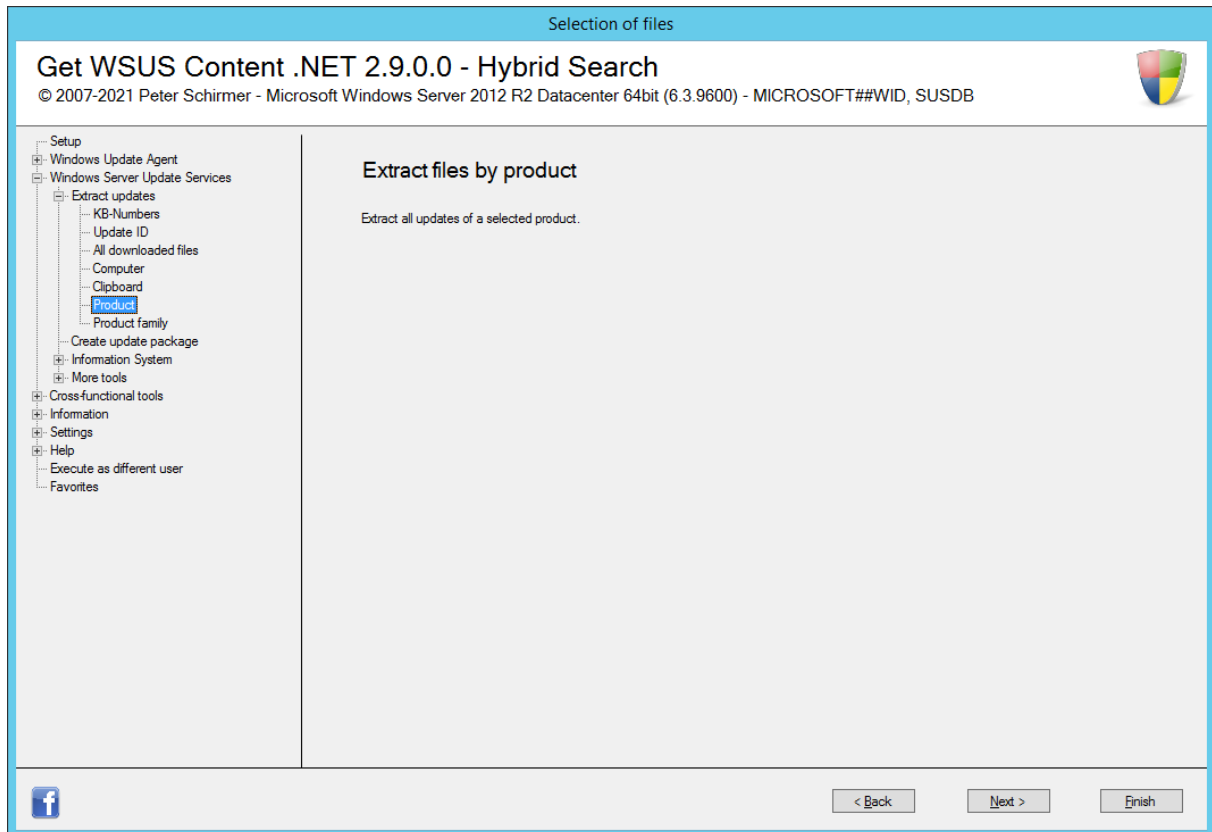 Selection of files
Get WSUS Content .NET 2.9.0.0 - Hybrid Search
© 2007-2021 Peter Schirmer - Microsoft Windows Server 2012 R2 Datacenter 64bit (6.3.9600) - MICROSOFT##WID, SUSDB
Setup
Windows Update Agent
Windows Server Update Services
Extract updates
KB-Numbers
Update ID
All downloaded files
Computer
Clipboard
Product
Product family
Create update package
Information System
More tools
Cross-functional tools
Information
Settings
Help
Execute as different user
Favorites
Extract files by product
Extract all updates of a selected product.
f
< Back
Next >
Finish